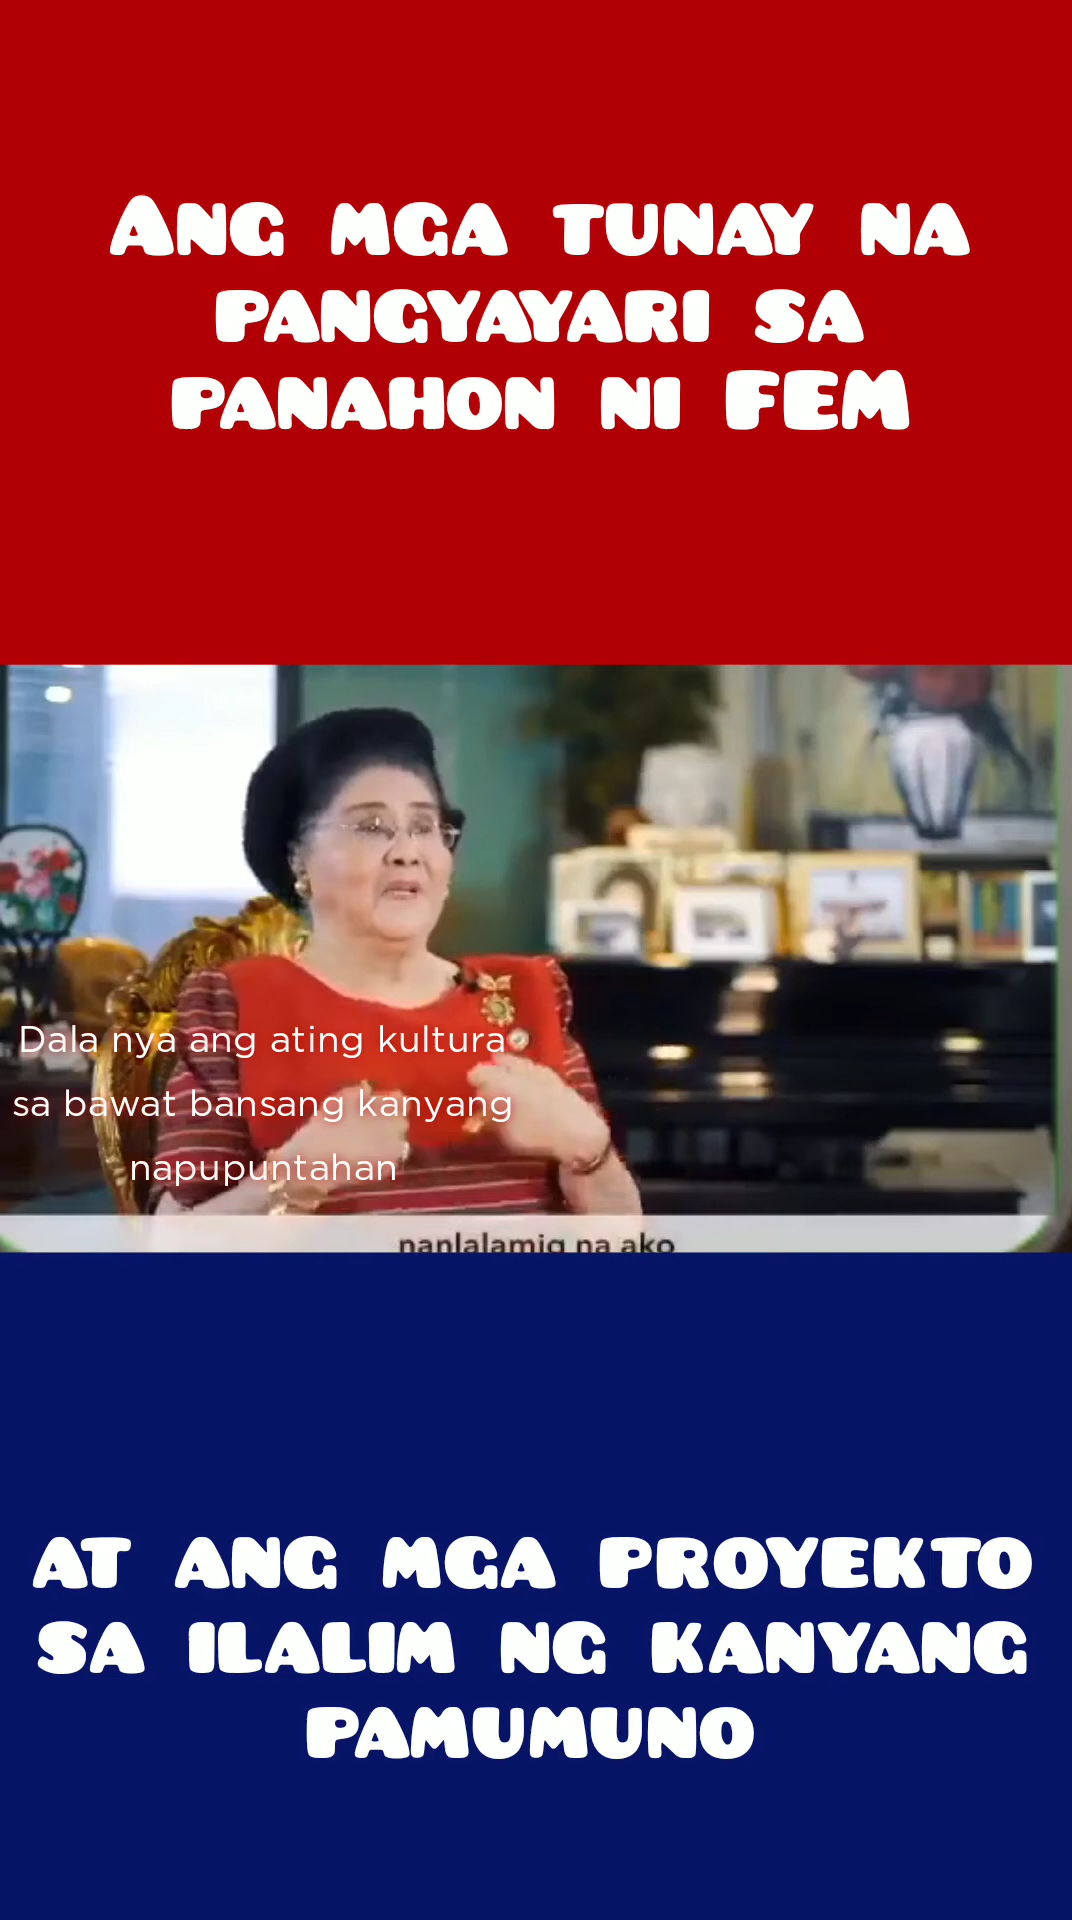 Ang mga tunay na
pangyayari sa
panahon ni FEM
Dala nya ang ating kultura
sa bawat bansang kanyang
napupuntahan
nanlalamig na ako
at ang mga proyekto
sa ilalim ng kanyang
pamumuno